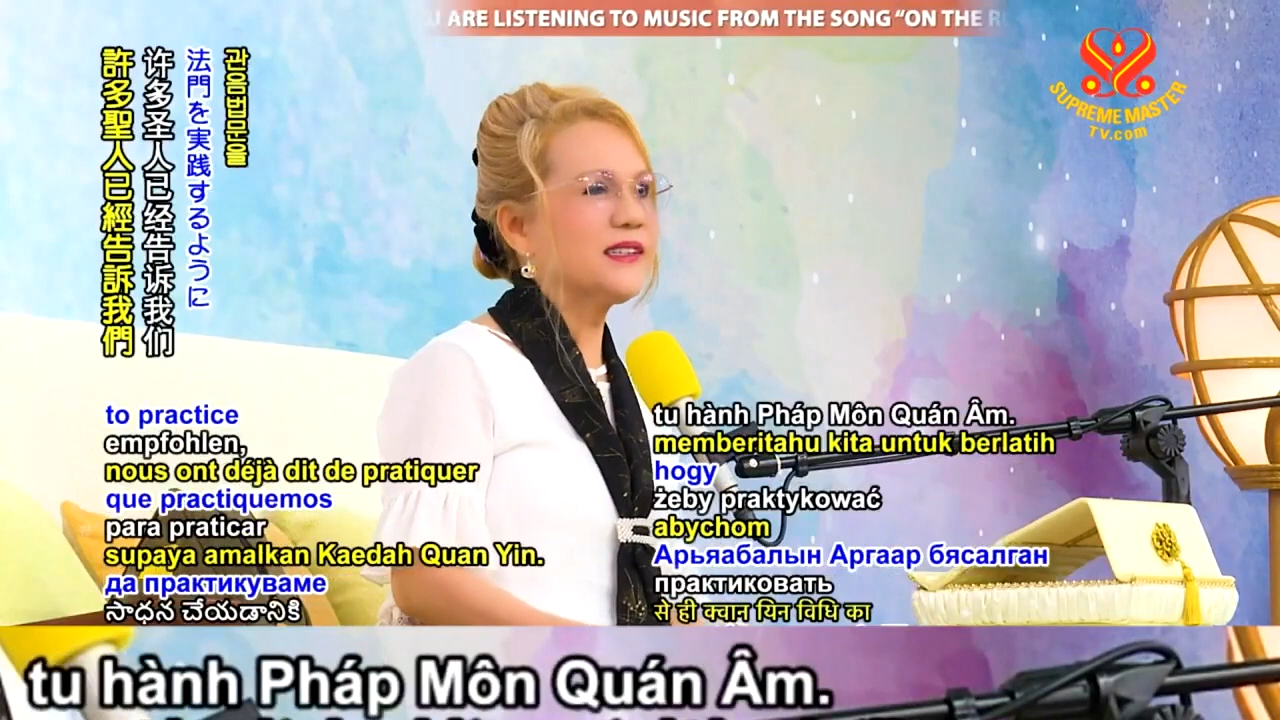 U ARE LISTENING TO MUSIC FROM THE SONG “ON THE R
SUPREME MASTER
TV.com
許多聖人已經告訴我們
许多圣人已经告诉我们
法門を実践するように
관음법문을
to practice
empfohlen,
nous ont déjà dit de pratiquer
que practiquemos
para praticar
supaya amalkan Kaedah Quan Yin.
да практикуваме
సాధన చేయడానికి
tu hành Pháp Môn Quán Âm.
memberitahu kita untuk berlatih
hogy
żeby praktykować
abychom
Арьяабалын Аргаар бясалган
практиковать
से ही क्वान यिन विधि का
tu hành Pháp Môn Quán Âm.